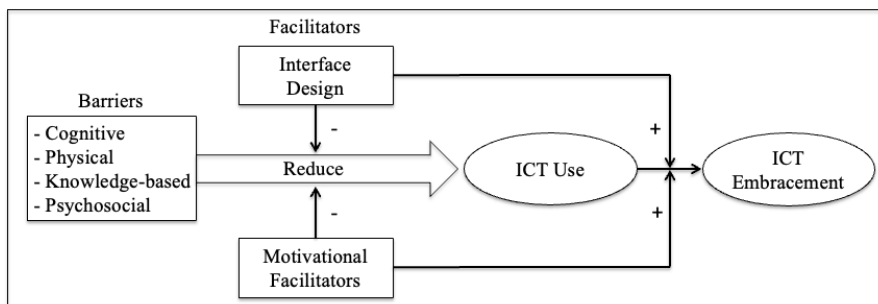 Facilitators
Interface
Design
Barriers
- Cognitive
- Physical
- Knowledge-based
- Psychosocial
-
Reduce
-
Motivational
Facilitators
ICT Use
+
+
ICT
Embracement